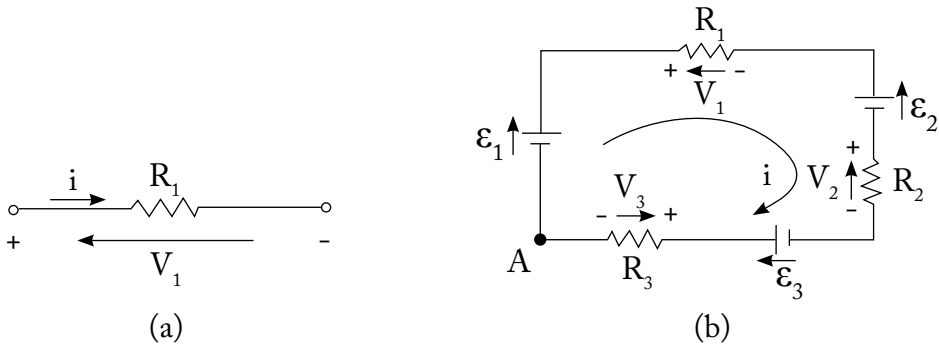 i
R₁
+
-
V₁
(a)
R₁
+ -
V₁
ε₁
ε₂
+
V₂
-
R₂
i
V₃
- +
A
R₃
ε₃
(b)